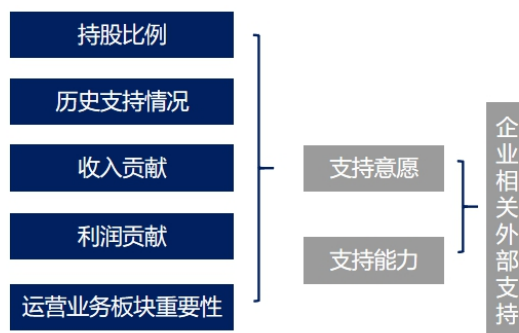 持股比例
历史支持情况
收入贡献
利润贡献
运营业务板块重要性
支持意愿
支持能力
企业相关外部支持